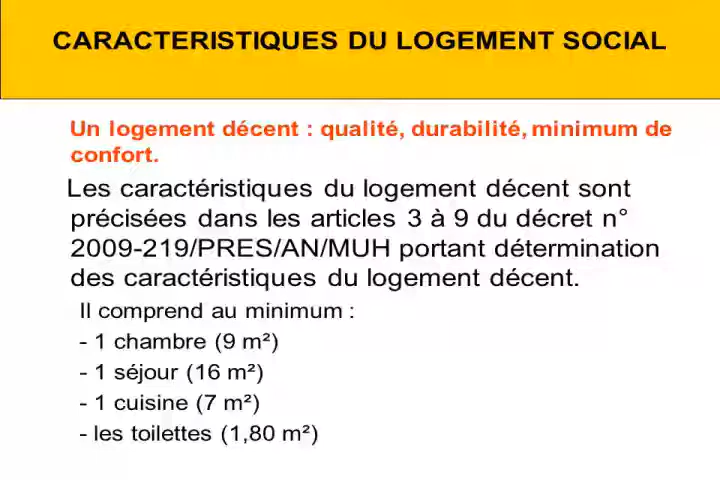 CARACTERISTIQUES DU LOGEMENT SOCIAL
Un logement décent : qualité, durabilité, minimum de
confort.
Les caractéristiques du logement décent sont
précisées dans les articles 3 à 9 du décret n°
2009-219/PRES/AN/MUH portant détermination
des caractéristiques du logement décent.
Il comprend au minimum :
- 1 chambre (9 m²)
- 1 séjour (16 m²)
- 1 cuisine (7 m²)
- les toilettes (1,80 m²)